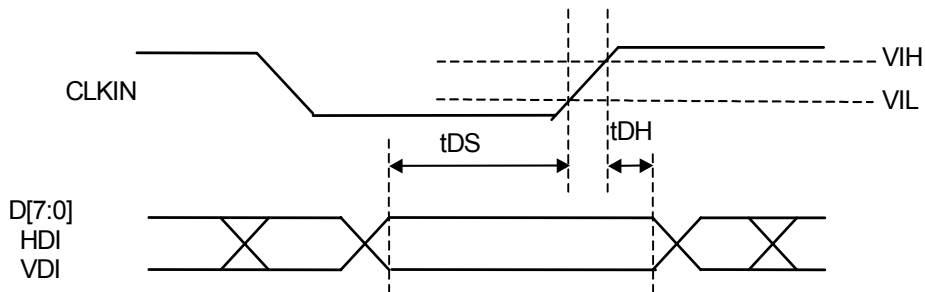 VIH
CLKIN
VIL
tDS
tDH
D[7:0]
HDI
VDI